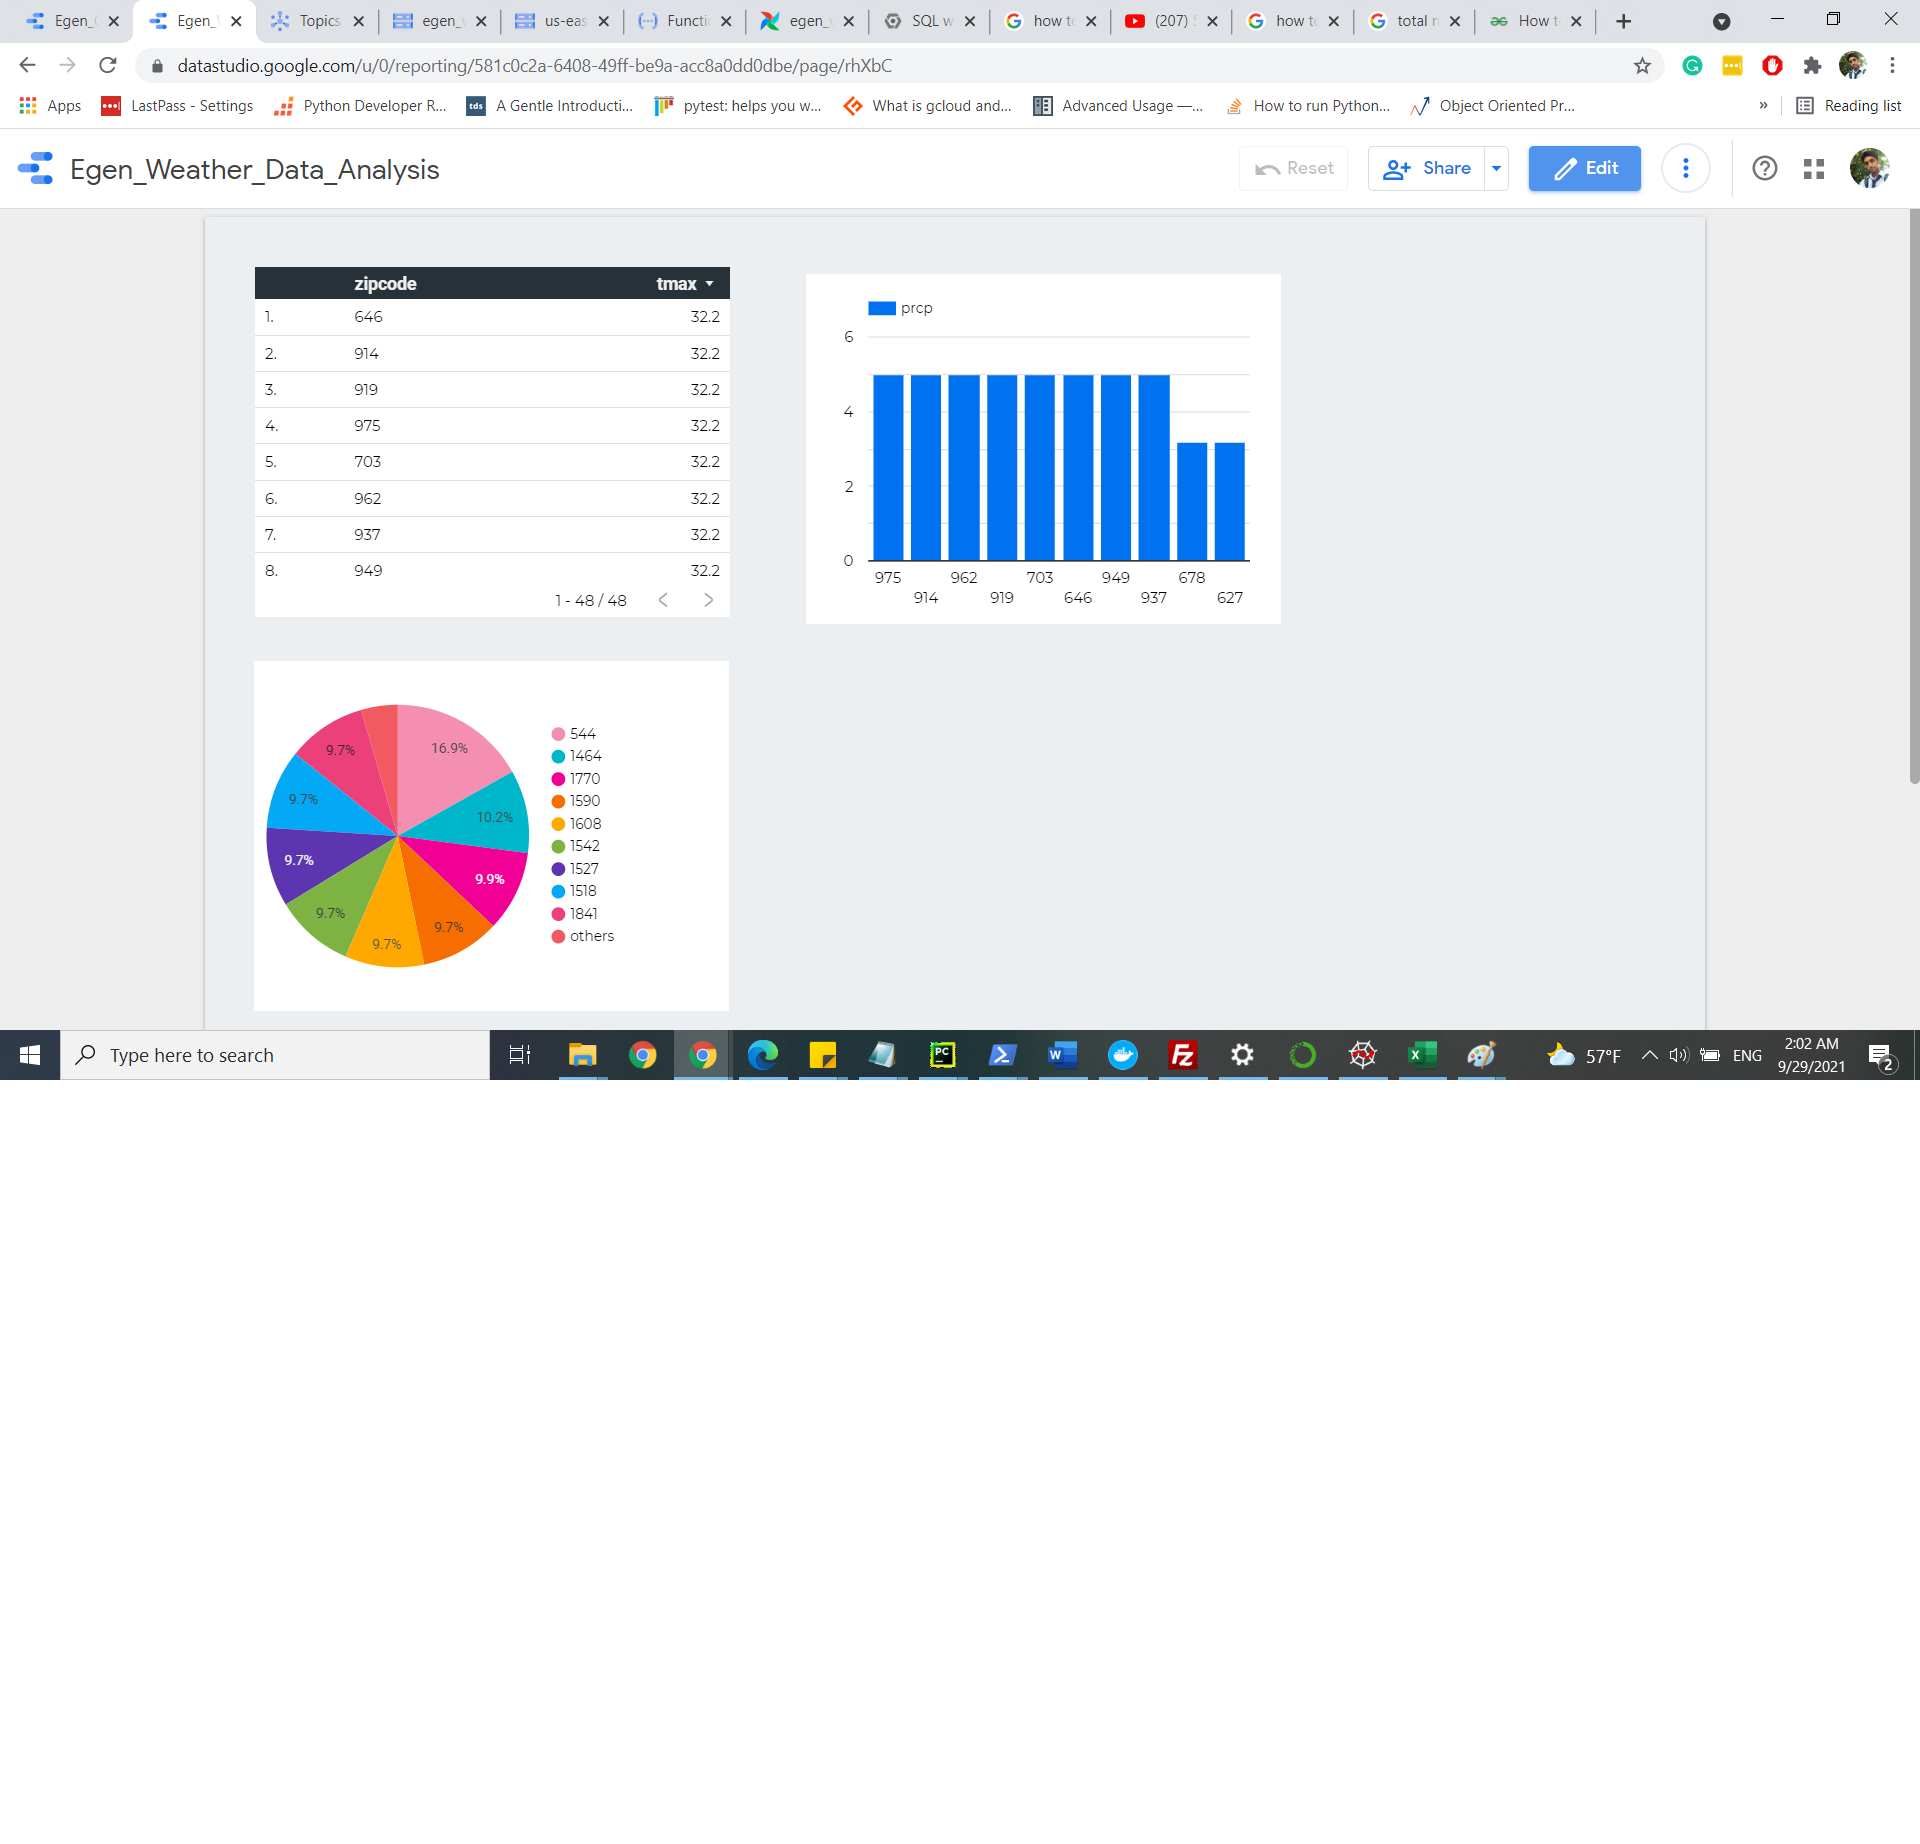 Egen_
Egen_
Topics
egen_
us-eas
Functi
egen_
SQL w
how t
(207)
how t
total
How t
datastudio.google.com/u/0/reporting/581c0c2a-6408-49ff-be9a-acc8a0dd0dbe/page/rhXbC
Apps
LastPass - Settings
Python Developer R...
tds A Gentle Introducti...
pytest: helps you w...
What is gcloud and...
Advanced Usage —...
How to run Python...
Object Oriented Pr...
»
Reading list
Egen_Weather_Data_Analysis
Reset
Share
Edit
zipcode tmax
1. 646 32.2
2. 914 32.2
3. 919 32.2
4. 975 32.2
5. 703 32.2
6. 962 32.2
7. 937 32.2
8. 949 32.2
1 - 48 / 48
prcp
6
4
2
0
975 962 703 949 678
914 919 646 937 627
16.9%
10.2%
9.9%
9.7%
9.7%
9.7%
9.7%
9.7%
9.7%
544
1464
1770
1590
1608
1542
1527
1518
1841
others
Type here to search
57°F
ENG
2:02 AM
9/29/2021
2